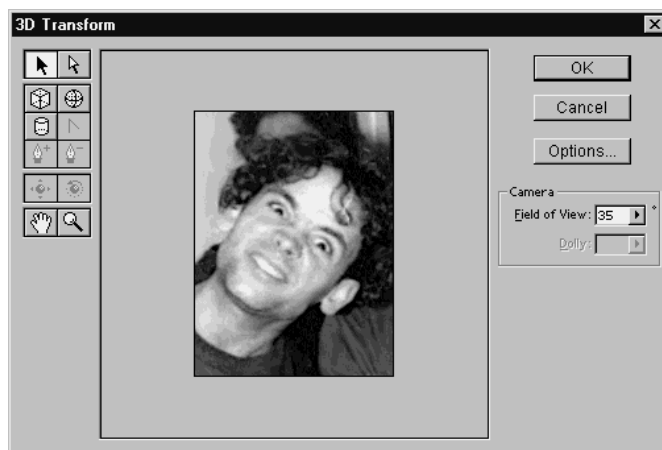 3D Transform
OK
Cancel
Options...
Camera
Field of View: 35 °
Dolly: